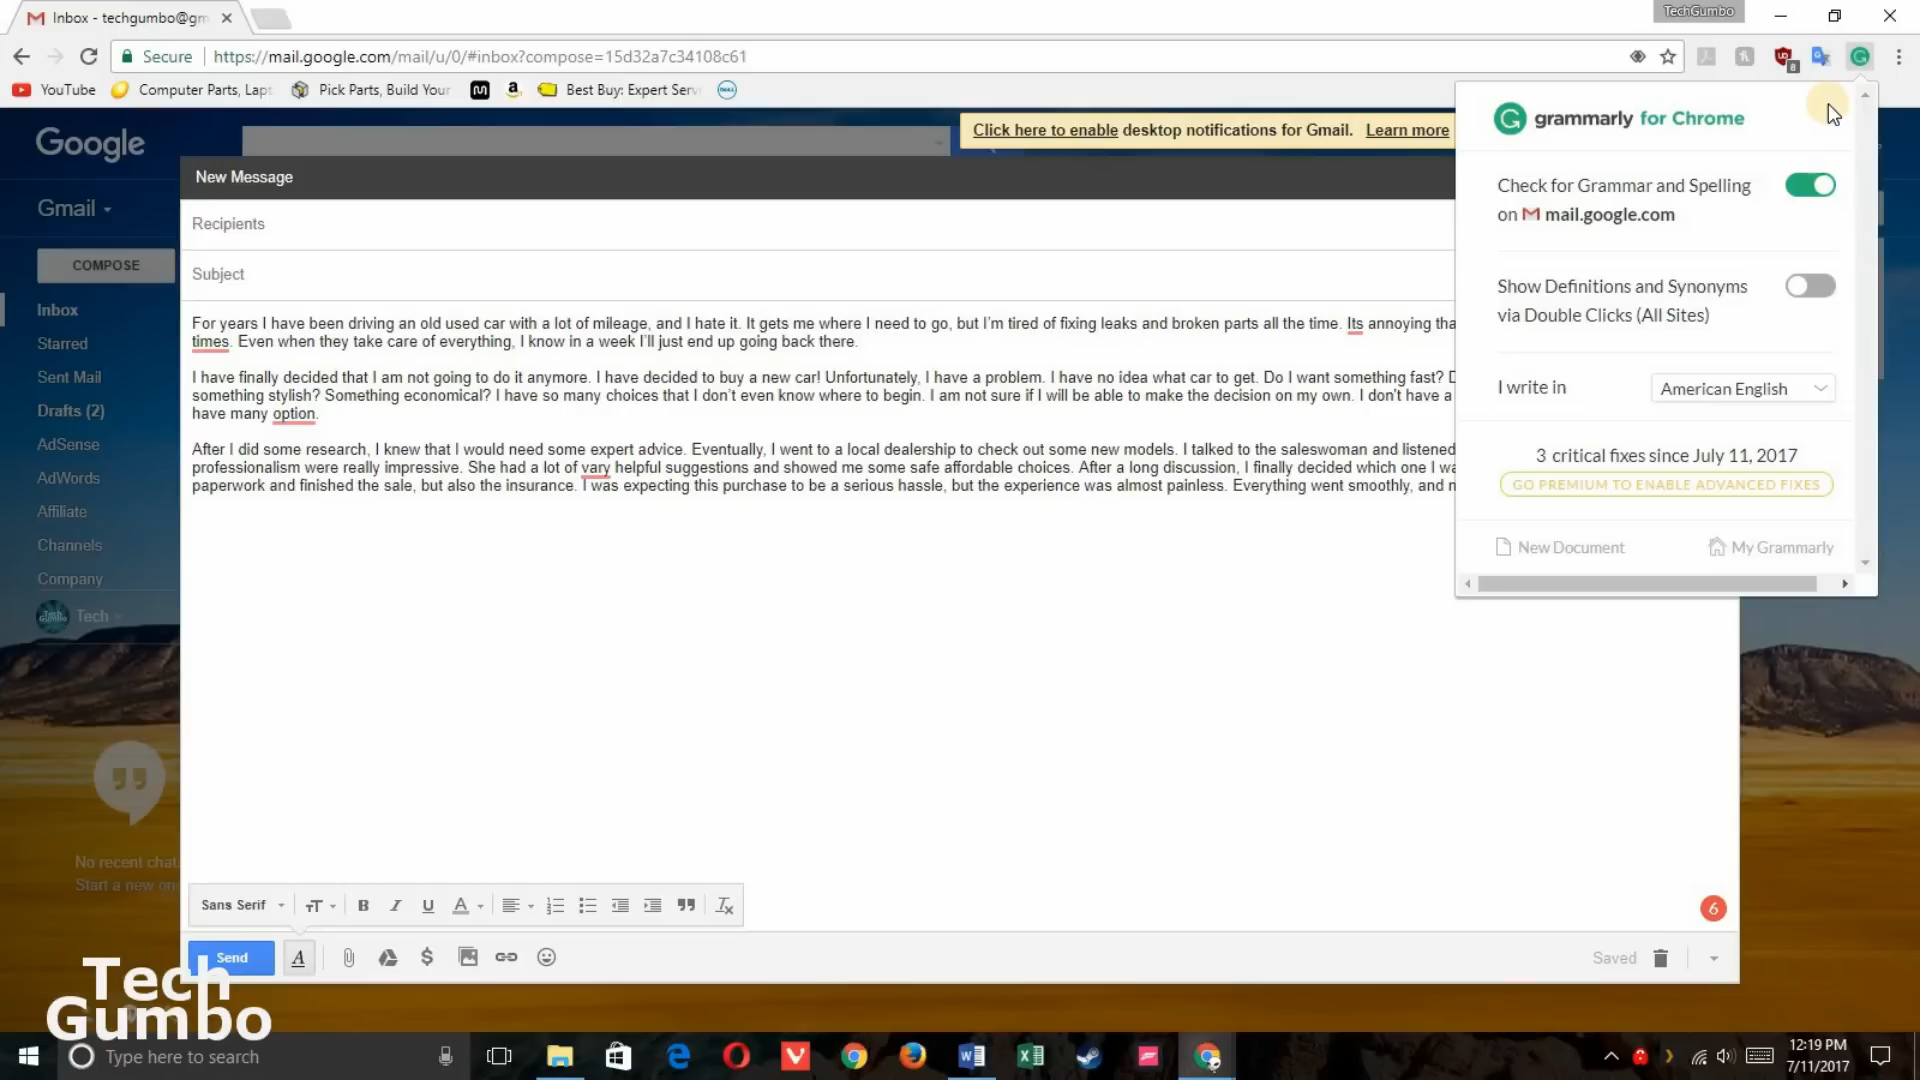 Inbox - techgumbo@gm
TechGumbo
Secure
https://mail.google.com/mail/u/0/#inbox?compose=15d32a7c34108c61
YouTube
Computer Parts, Lapt
Pick Parts, Build Your
Best Buy: Expert Serv
Google
Click here to enable desktop notifications for Gmail. Learn more
Gmail
COMPOSE
Inbox
Starred
Sent Mail
Drafts (2)
AdSense
AdWords
Affiliate
Channels
Company
Tech
No recent chat
Start a new on
New Message
Recipients
Subject
For years I have been driving an old used car with a lot of mileage, and I hate it. It gets me where I need to go, but I'm tired of fixing leaks and broken parts all the time. Its annoying tha
times. Even when they take care of everything, I know in a week I'll just end up going back there.
I have finally decided that I am not going to do it anymore. I have decided to buy a new car! Unfortunately, I have a problem. I have no idea what car to get. Do I want something fast?
something stylish? Something economical? I have so many choices that I don't even know where to begin. I am not sure if I will be able to make the decision on my own. I don't have a
have many option.
After I did some research, I knew that I would need some expert advice. Eventually, I went to a local dealership to check out some new models. I talked to the saleswoman and listened
professionalism were really impressive. She had a lot of vary helpful suggestions and showed me some safe affordable choices. After a long discussion, I finally decided which one I wa
paperwork and finished the sale, but also the insurance. I was expecting this purchase to be a serious hassle, but the experience was almost painless. Everything went smoothly, and n
grammarly for Chrome
Check for Grammar and Spelling
on mail.google.com
Show Definitions and Synonyms
via Double Clicks (All Sites)
I write in
American English
3 critical fixes since July 11, 2017
GO PREMIUM TO ENABLE ADVANCED FIXES
New Document
My Grammarly
Sans Serif
6
Send
Saved
Tech
Gumbo
Type here to search
12:19 PM
7/11/2017